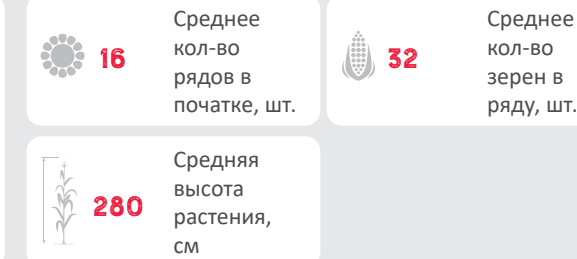 16
Среднее
кол-во
рядов в
початке, шт.
32
Среднее
кол-во
зерен в
ряду, шт.
280
Средняя
высота
растения,
см